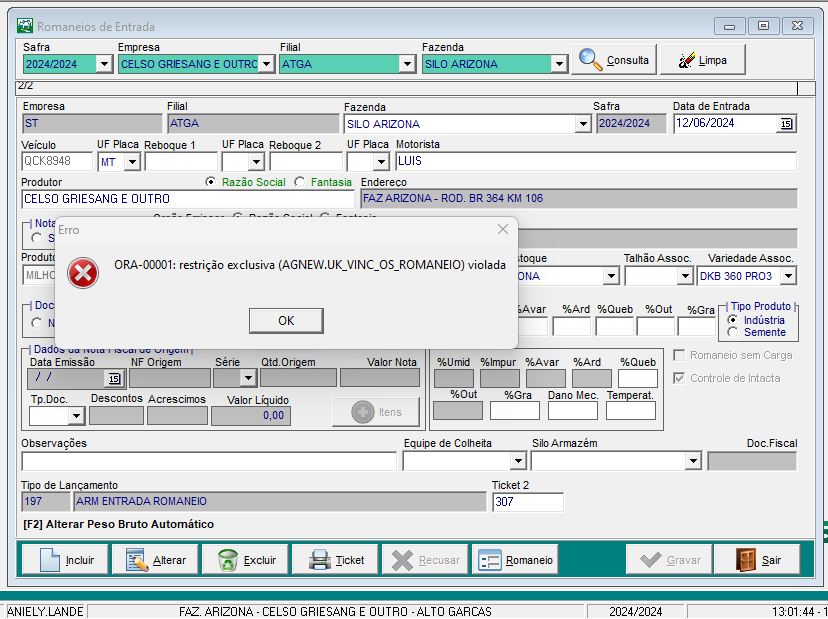 Romaneios de Entrada
Safra Empresa Filial Fazenda
2024/2024 CELSO GRIESANG E OUTRC ATGA SILO ARIZONA Consulta Limpa
2/2
Empresa Filial Fazenda Safra Data de Entrada
ST ATGA SILO ARIZONA 2024/2024 12/06/2024 15
Veículo UF Placa Reboque 1 UF Placa Reboque 2 UF Placa Motorista
QCK8948 MT LUIS
Produtor Razão Social Fantasia Endereço
CELSO GRIESANG E OUTRO FAZ ARIZONA - ROD. BR 364 KM 106
Nota
S
Erro
ORA-00001: restrição exclusiva (AGNEW.UK_VINC_OS_ROMANEIO) violada
OK
Produto stoque Talhão Assoc. Variedade Assoc.
MILHO ONA DKB 360 PRO3
Doc %Avar %Ard %Queb %Out %Gra Tipo Produto
N Indústria
Semente
Dados da Nota Fiscal de Origem
Data Emissão NF Origem Série Qtd.Origem Valor Nota %Umid %Impur %Avar %Ard %Queb Romaneio sem Carga
/ / 15 Controle de Intacta
Tp.Doc. Descontos Acrescimos Valor Líquido Itens %Out %Gra Dano Mec. Temperat.
0,00
Observações Equipe de Colheita Silo Armazém Doc.Fiscal
Tipo de Lançamento Ticket 2
197 ARM ENTRADA ROMANEIO 307
[F2] Alterar Peso Bruto Automático
Incluir Alterar Excluir Ticket Recusar Romaneio Gravar Sair
ANIELY.LANDE FAZ. ARIZONA - CELSO GRIESANG E OUTRO - ALTO GARCAS 2024/2024 13:01:44 - 1